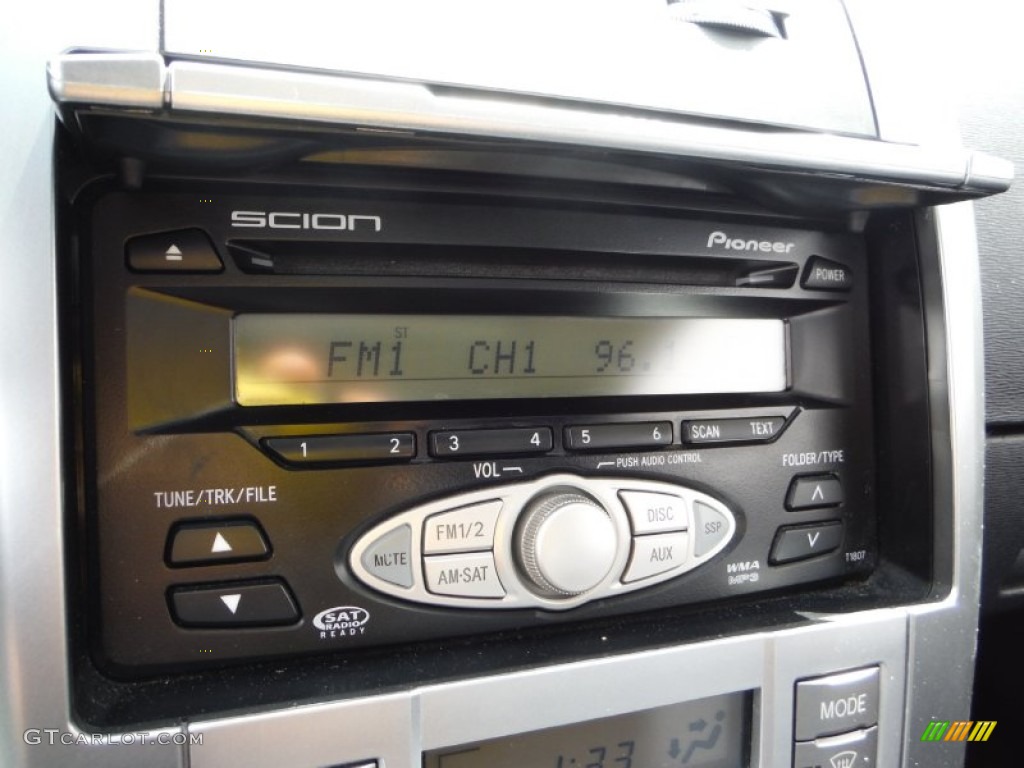 SCION
Pioneer
POWER
ST
FM1 CH1 96.
1 2 3 4 5 6 SCAN TEXT
VOL PUSH AUDIO CONTROL FOLDER/TYPE
TUNE/TRK/FILE
FM1/2 DISC SSP
MUTE
AM·SAT AUX
WMA
MP3
T1807
SAT
RADIO
READY
MODE
1:33
GTCarLot.com